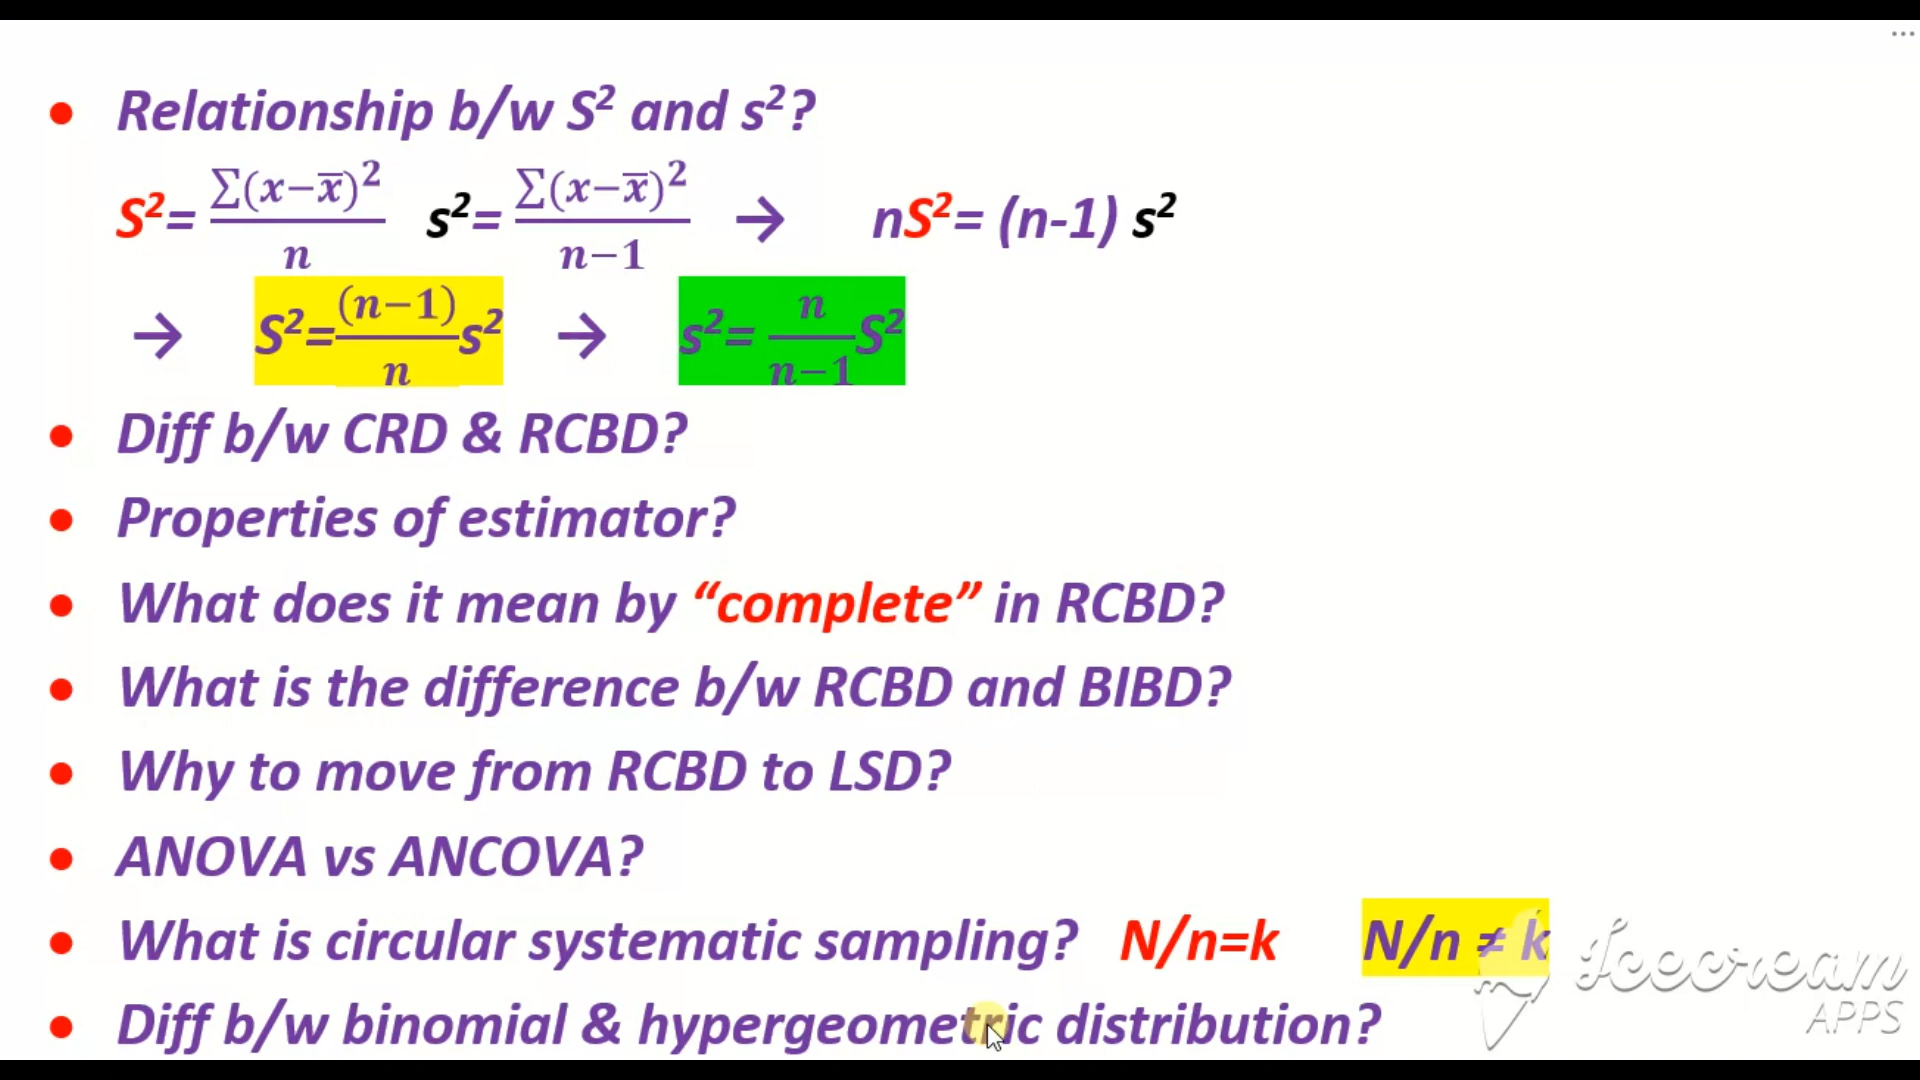 • Relationship b/w S² and s²?
S²= ∑(x−x̅)²/n s²= ∑(x−x̅)²/n−1 → nS²= (n-1) s²
→ S²=(n−1)/n s² → s²= n/n−1 S²
• Diff b/w CRD & RCBD?
• Properties of estimator?
• What does it mean by “complete” in RCBD?
• What is the difference b/w RCBD and BIBD?
• Why to move from RCBD to LSD?
• ANOVA vs ANCOVA?
• What is circular systematic sampling? N/n=k N/n ≠ k
• Diff b/w binomial & hypergeometric distribution?
Icecream
APPS